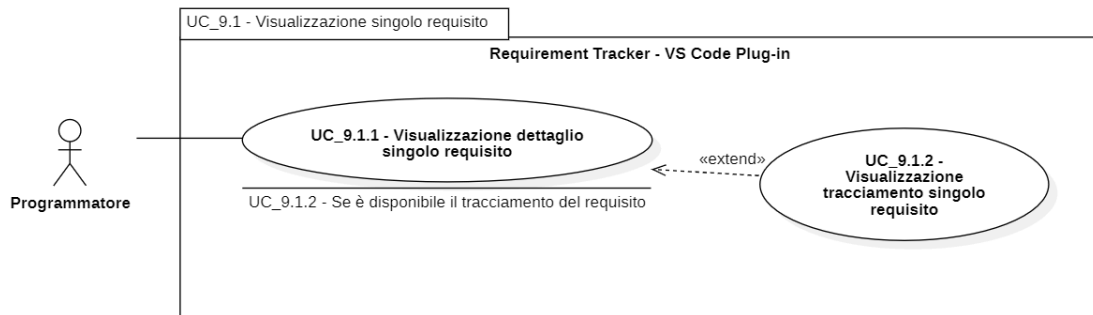 UC_9.1 - Visualizzazione singolo requisito
Requirement Tracker - VS Code Plug-in
UC_9.1.1 - Visualizzazione dettaglio
singolo requisito
«extend»
UC_9.1.2 -
Visualizzazione
tracciamento singolo
requisito
UC_9.1.2 - Se è disponibile il tracciamento del requisito
Programmatore